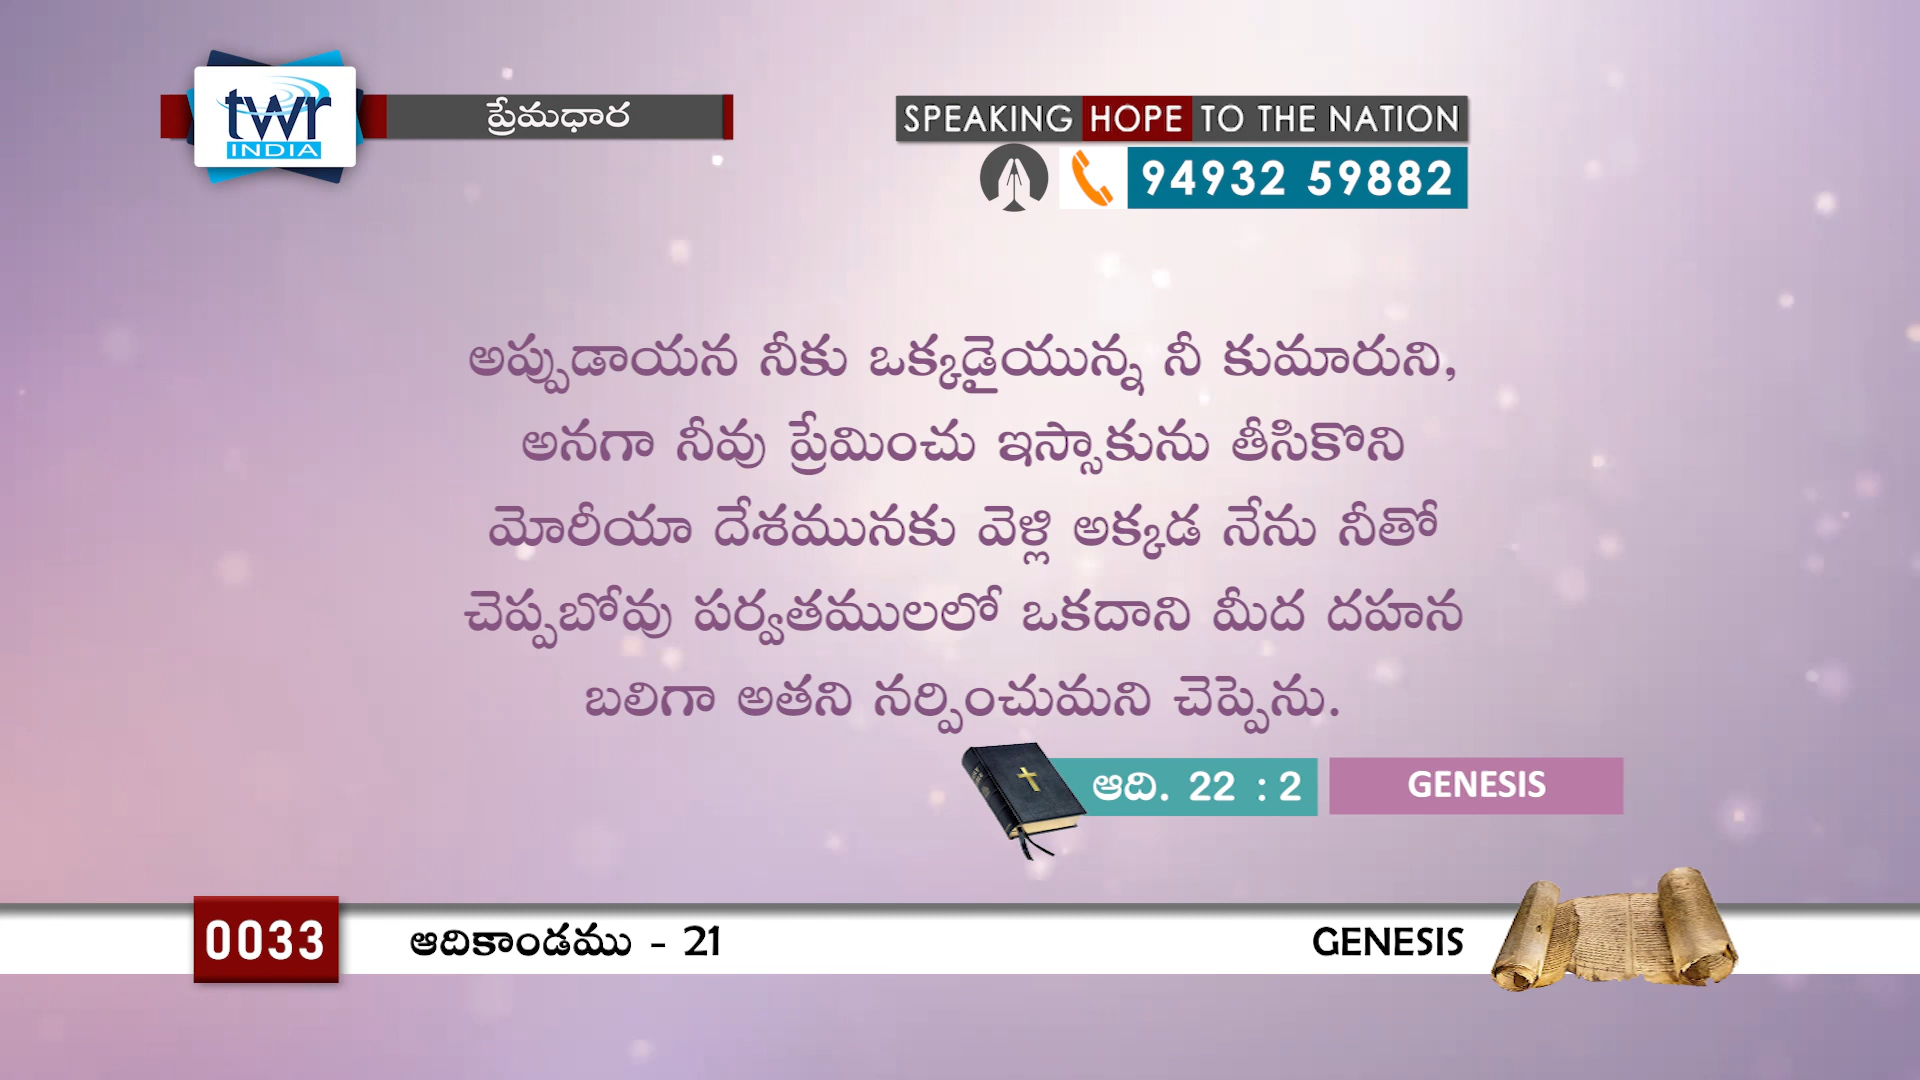 twr
INDIA
ప్రేమధార
SPEAKING HOPE TO THE NATION
94932 59882
అప్పుడాయన నీకు ఒక్కడైయున్న నీ కుమారుని,
అనగా నీవు ప్రేమించు ఇస్సాకును తీసికొని
మోరీయా దేశమునకు వెళ్లి అక్కడ నేను నీతో
చెప్పబోవు పర్వతములలో ఒకదాని మీద దహన
బలిగా అతని నర్పించుమని చెప్పెను.
ఆది. 22 : 2
GENESIS
0033
ఆదికాండము - 21
GENESIS